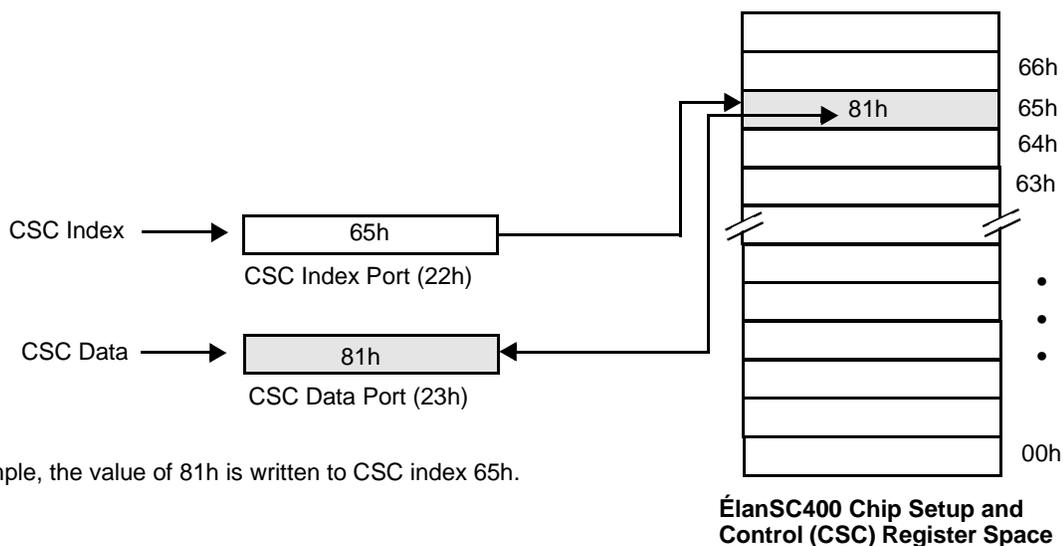 66h
81h
65h
64h
63h
CSC Index
65h
CSC Index Port (22h)
CSC Data
81h
CSC Data Port (23h)
•
•
•
00h
the value of 81h is written to CSC index 65h.
ÉlanSC400 Chip Setup and
Control (CSC) Register Space